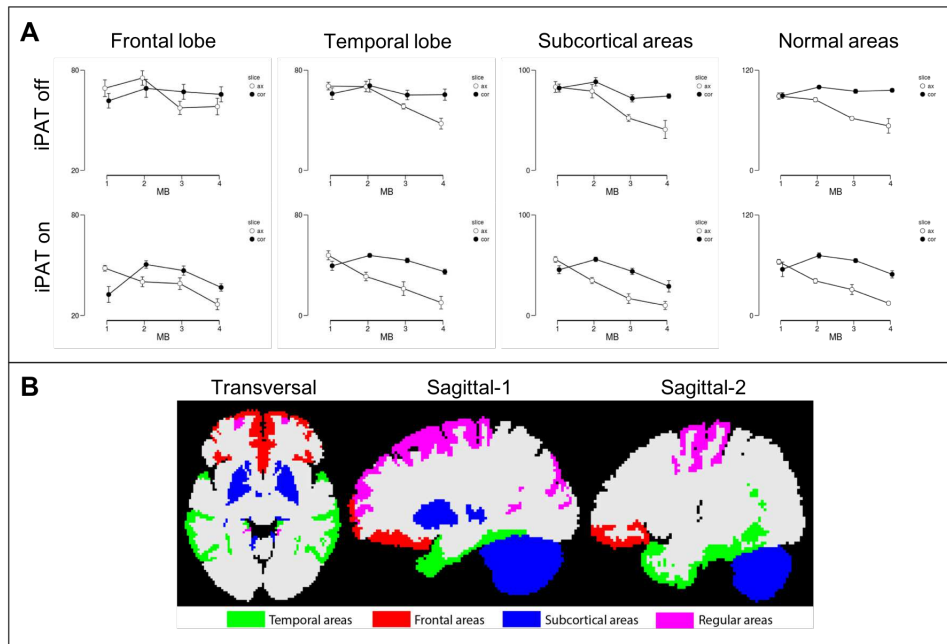 A
Frontal lobe
Temporal lobe
Subcortical areas
Normal areas
iPAT off
80
20
1 2 3 4
MB
slice
ax
cor
80
0
1 2 3 4
MB
slice
ax
cor
100
0
1 2 3 4
MB
slice
ax
cor
120
0
1 2 3 4
MB
slice
ax
cor
iPAT on
80
20
1 2 3 4
MB
slice
ax
cor
80
0
1 2 3 4
MB
slice
ax
cor
100
0
1 2 3 4
MB
slice
ax
cor
120
0
1 2 3 4
MB
slice
ax
cor
B
Transversal
Sagittal-1
Sagittal-2
Temporal areas
Frontal areas
Subcortical areas
Regular areas